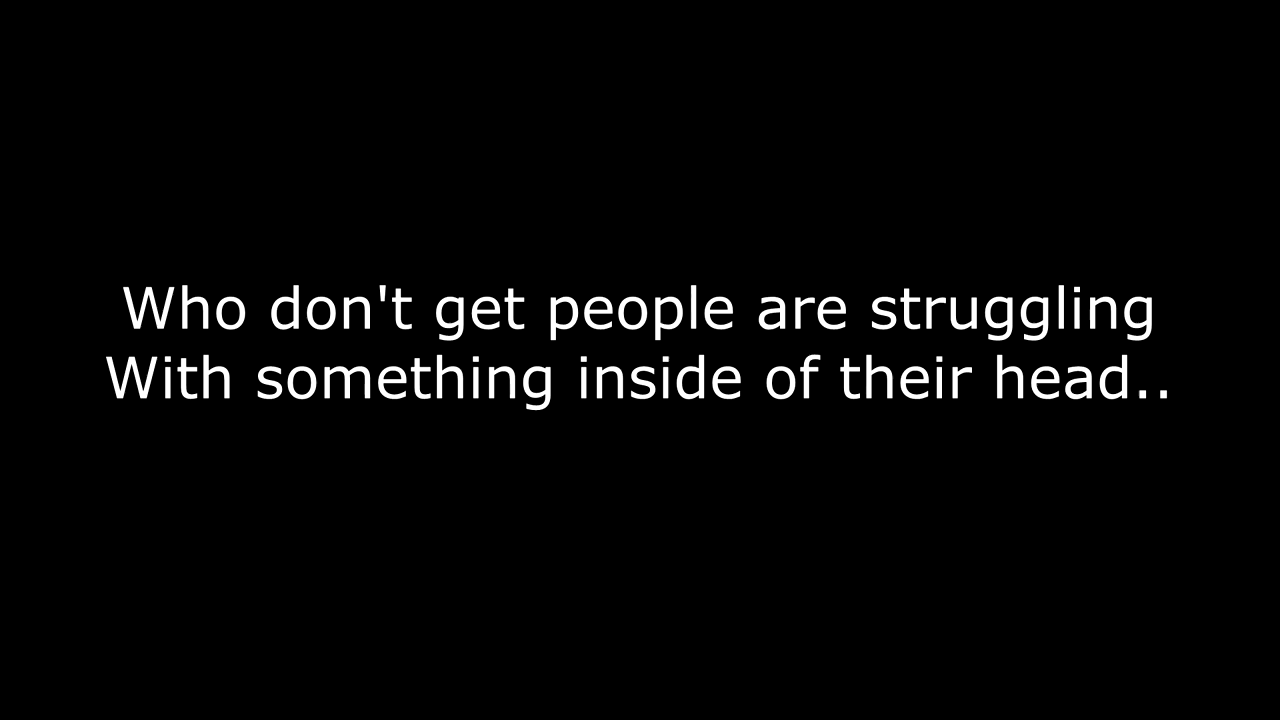 Who don't get people are struggling
With something inside of their head..